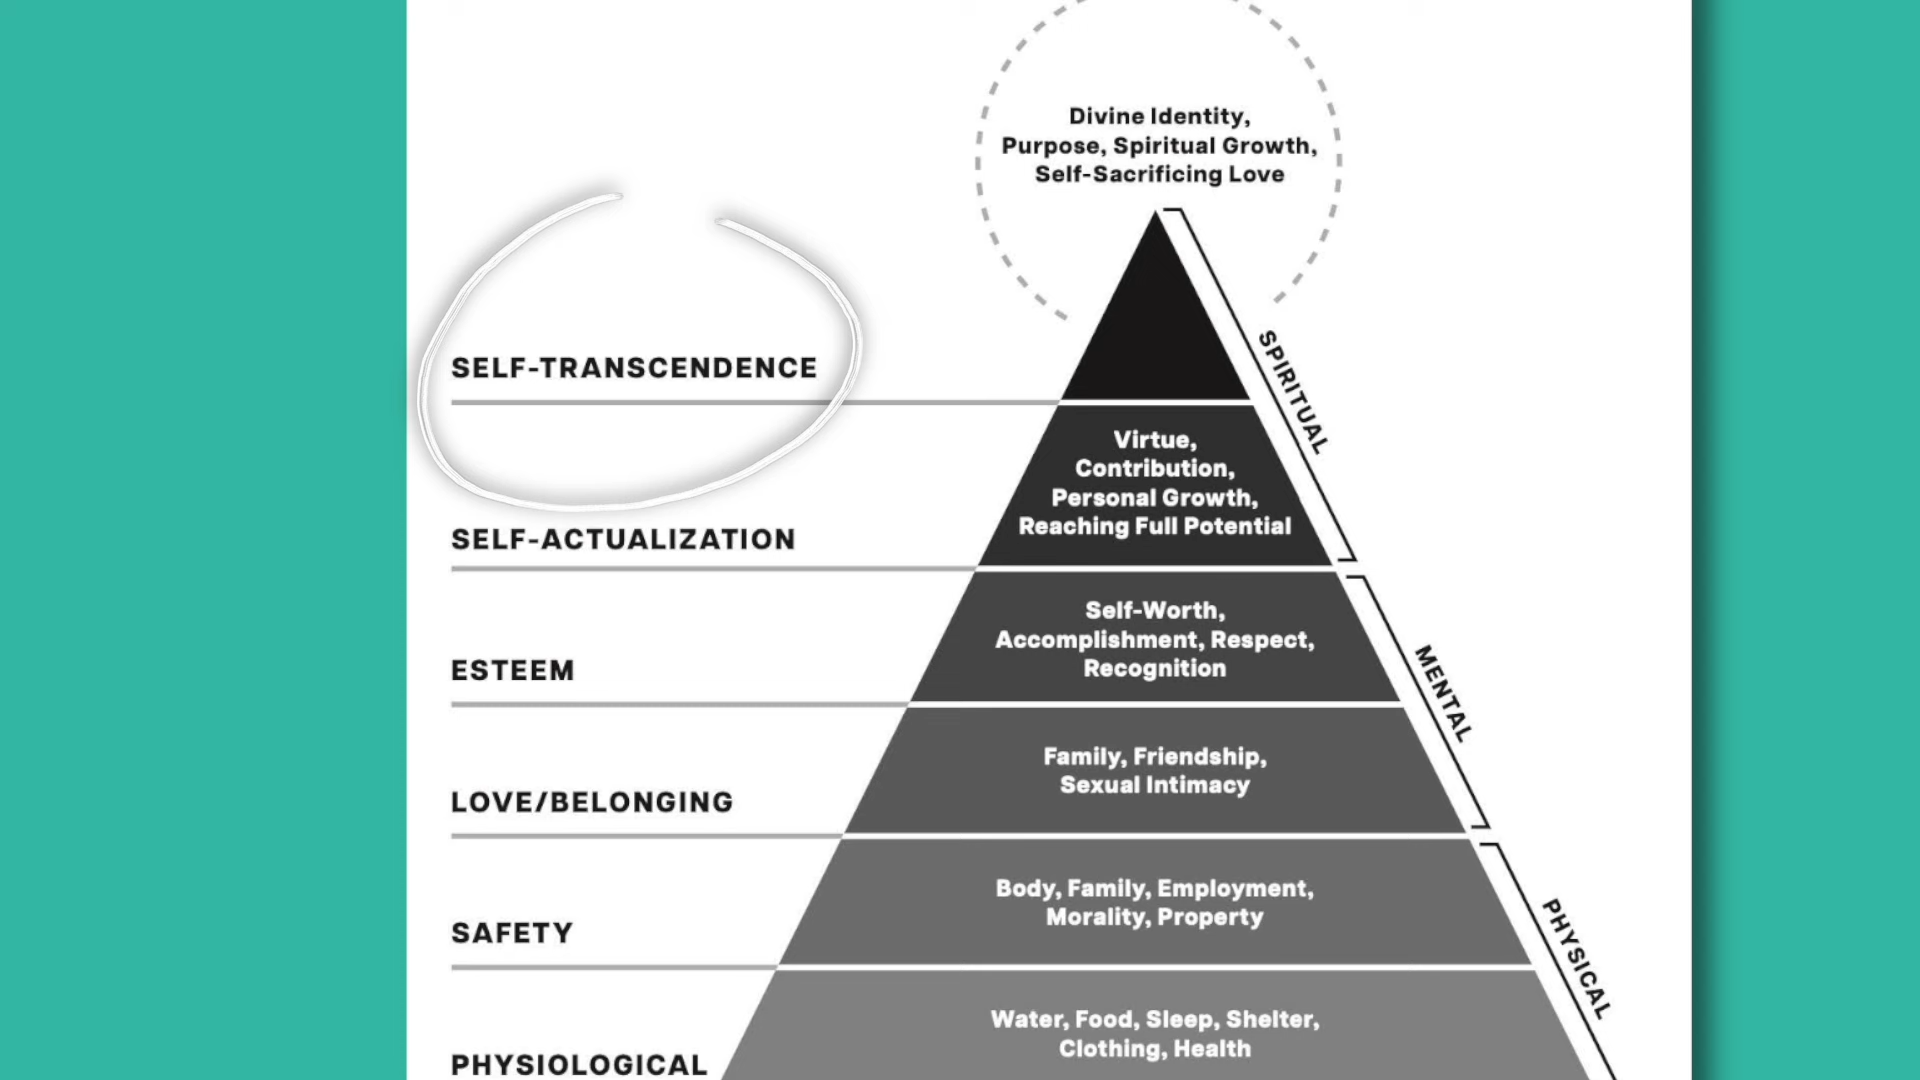 Divine Identity,
Purpose, Spiritual Growth,
Self-Sacrificing Love
SPIRITUAL
SELF-TRANSCENDENCE
Virtue,
Contribution,
Personal Growth,
Reaching Full Potential
SELF-ACTUALIZATION
Self-Worth,
Accomplishment, Respect,
Recognition
MENTAL
ESTEEM
Family, Friendship,
Sexual Intimacy
LOVE/BELONGING
Body, Family, Employment,
Morality, Property
PHYSICAL
SAFETY
Water, Food, Sleep, Shelter,
Clothing, Health
PHYSIOLOGICAL